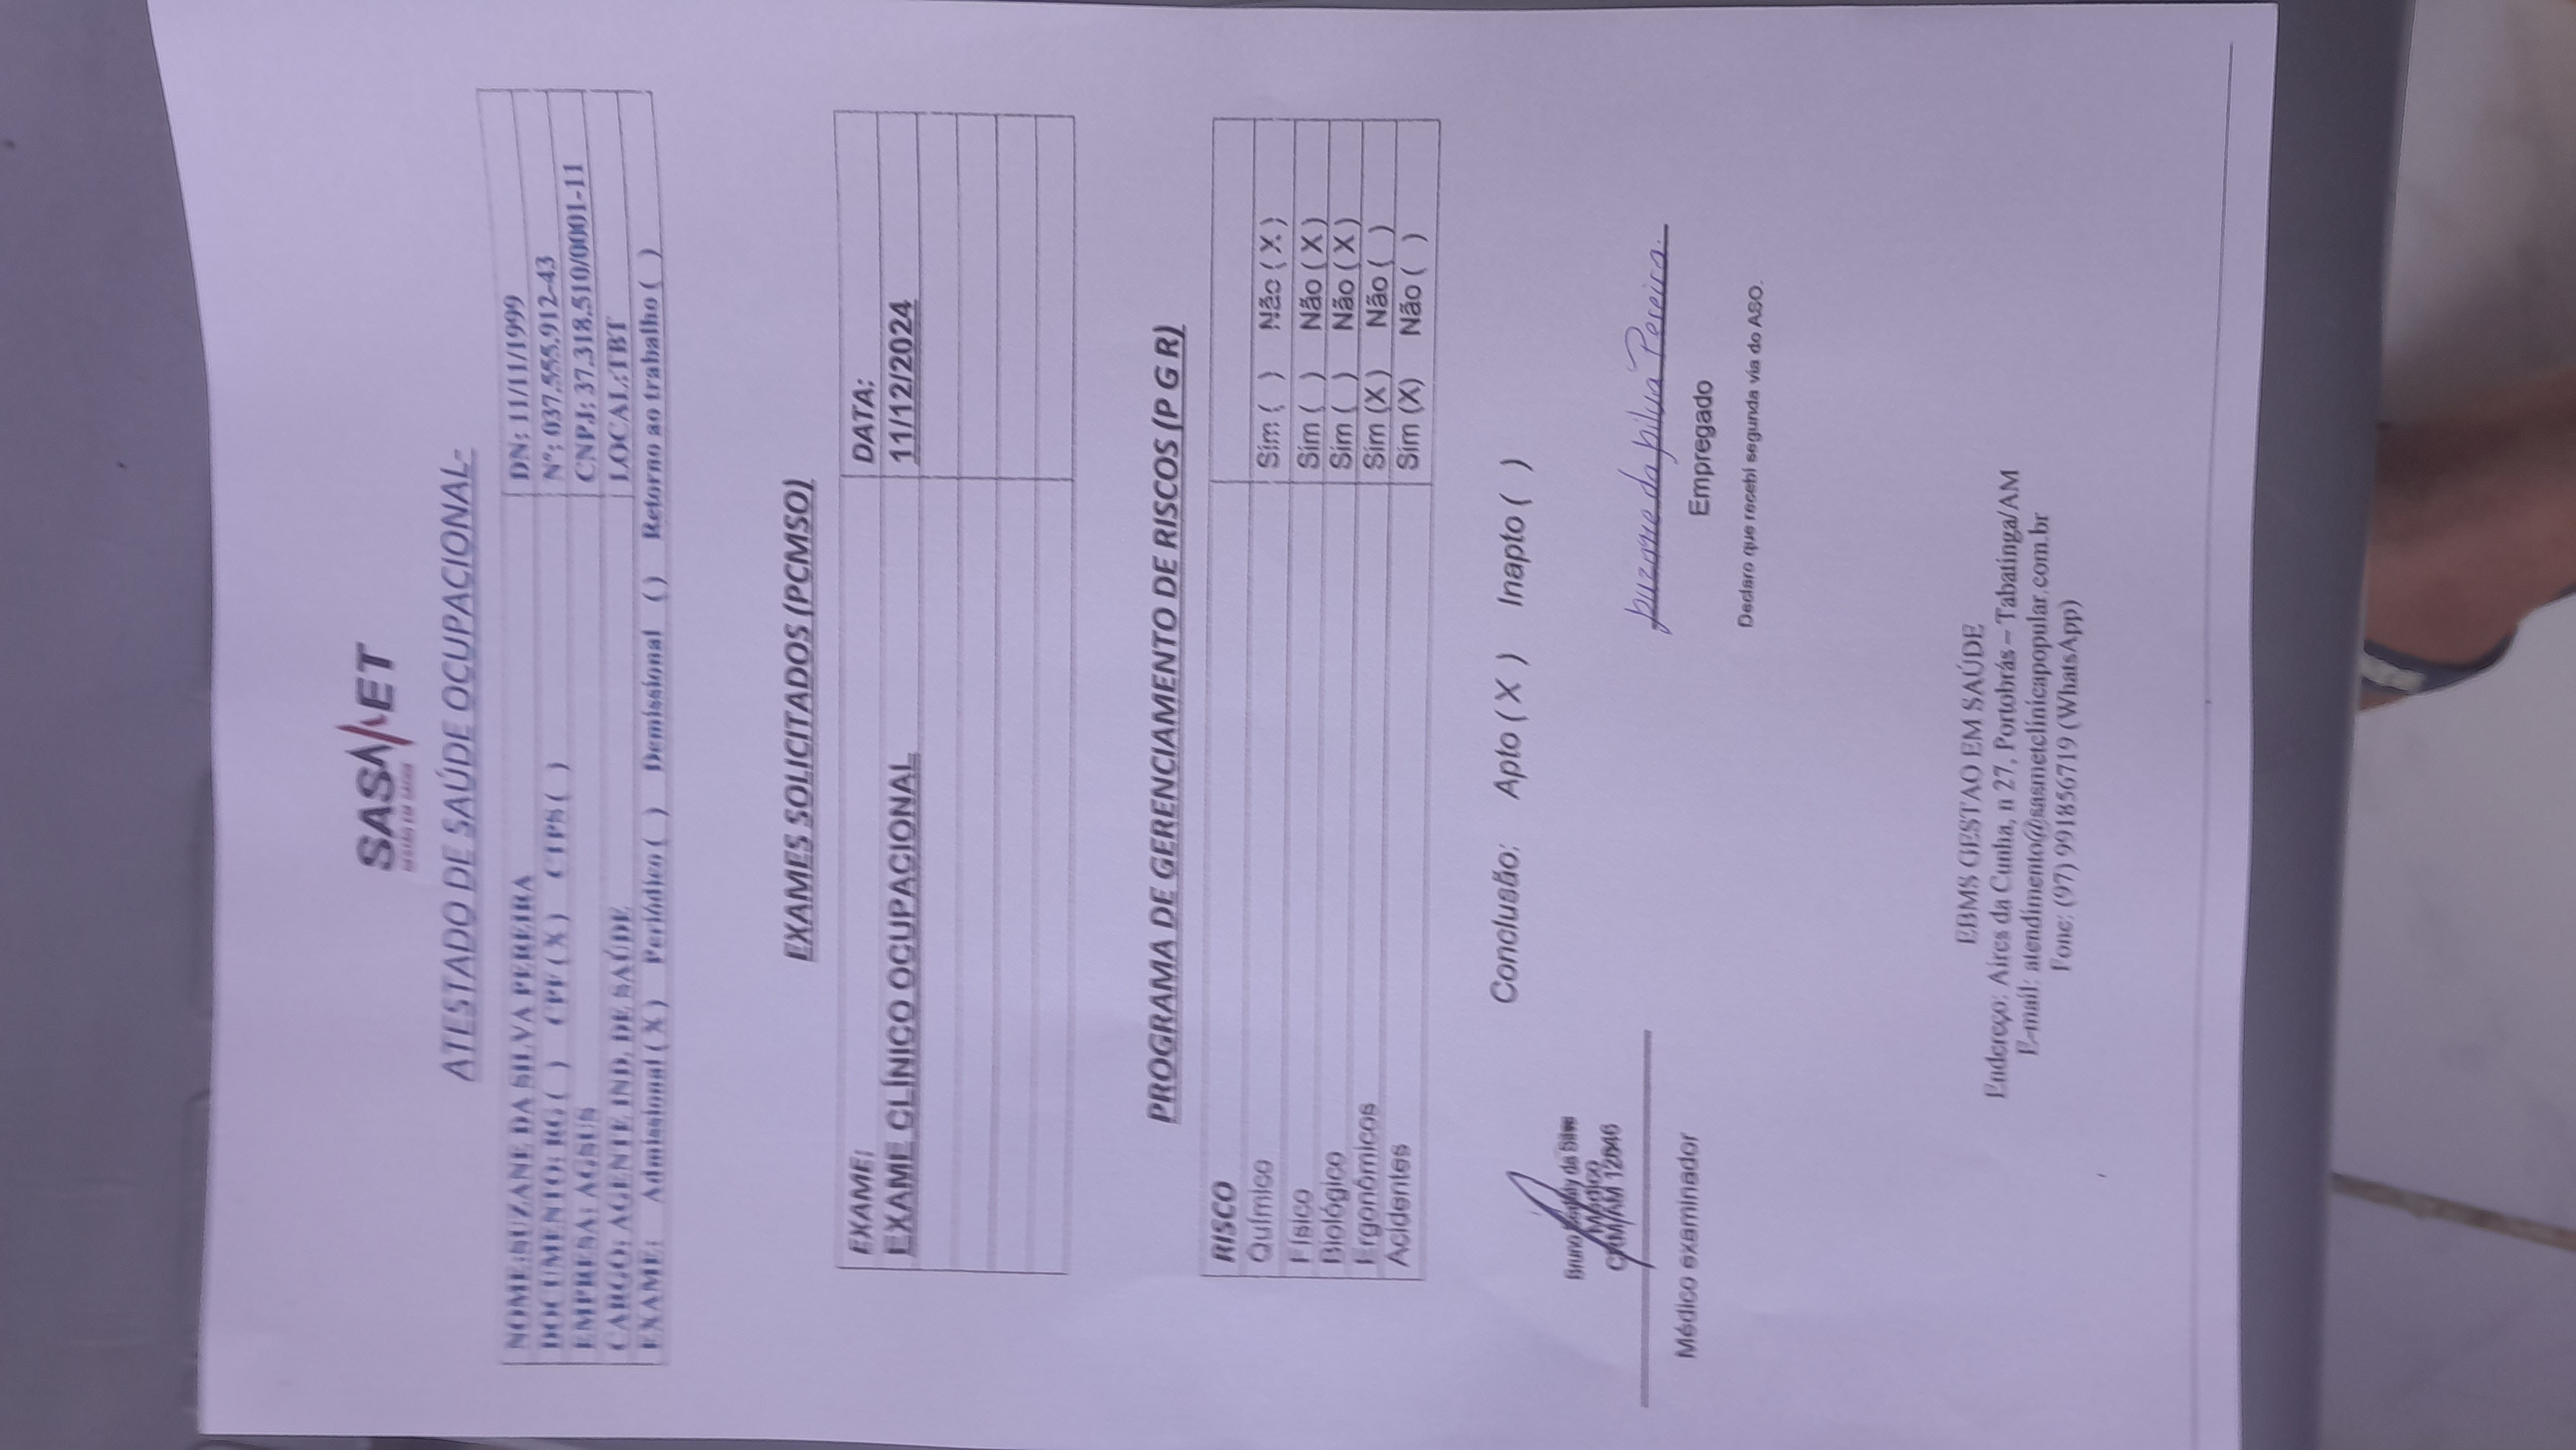 SASMET
GESTÃO EM SAÚDE
ATESTADO DE SAÚDE OCUPACIONAL-
NOME:SUZANE DA SILVA PEREIRA DN: 11/11/1999
DOCUMENTO: RG ( ) CPF ( X ) CTPS ( ) Nº: 037.555.912-43
EMPRESA: AGSUS CNPJ: 37.318.510/0001-11
CARGO: AGENTE IND. DE SAÚDE LOCAL:TBT
EXAME: Admissional ( X ) Periódico ( ) Demissional ( ) Retorno ao trabalho ( )
EXAMES SOLICITADOS (PCMSO)
EXAME: DATA:
EXAME CLÍNICO OCUPACIONAL 11/12/2024
PROGRAMA DE GERENCIAMENTO DE RISCOS (P G R)
RISCO
Químico Sim ( ) Não ( X )
Físico Sim ( ) Não ( X )
Biológico Sim ( ) Não ( X )
Ergonômicos Sim (X ) Não ( )
Acidentes Sim (X) Não ( )
Conclusão: Apto ( X ) Inapto ( )
Bruno da Silva
Médico
CRM/AM
Médico examinador
Suzane da Silva Pereira.
Empregado
Declaro que recebi segunda via do ASO.
EBMS GESTAO EM SAÚDE
Endereço: Aires da Cunha, n 27, Portobrás – Tabatinga/AM
E-mail: atendimento@sasmetclinicapopular.com.br
Fone: (97) 991856719 (WhatsApp)